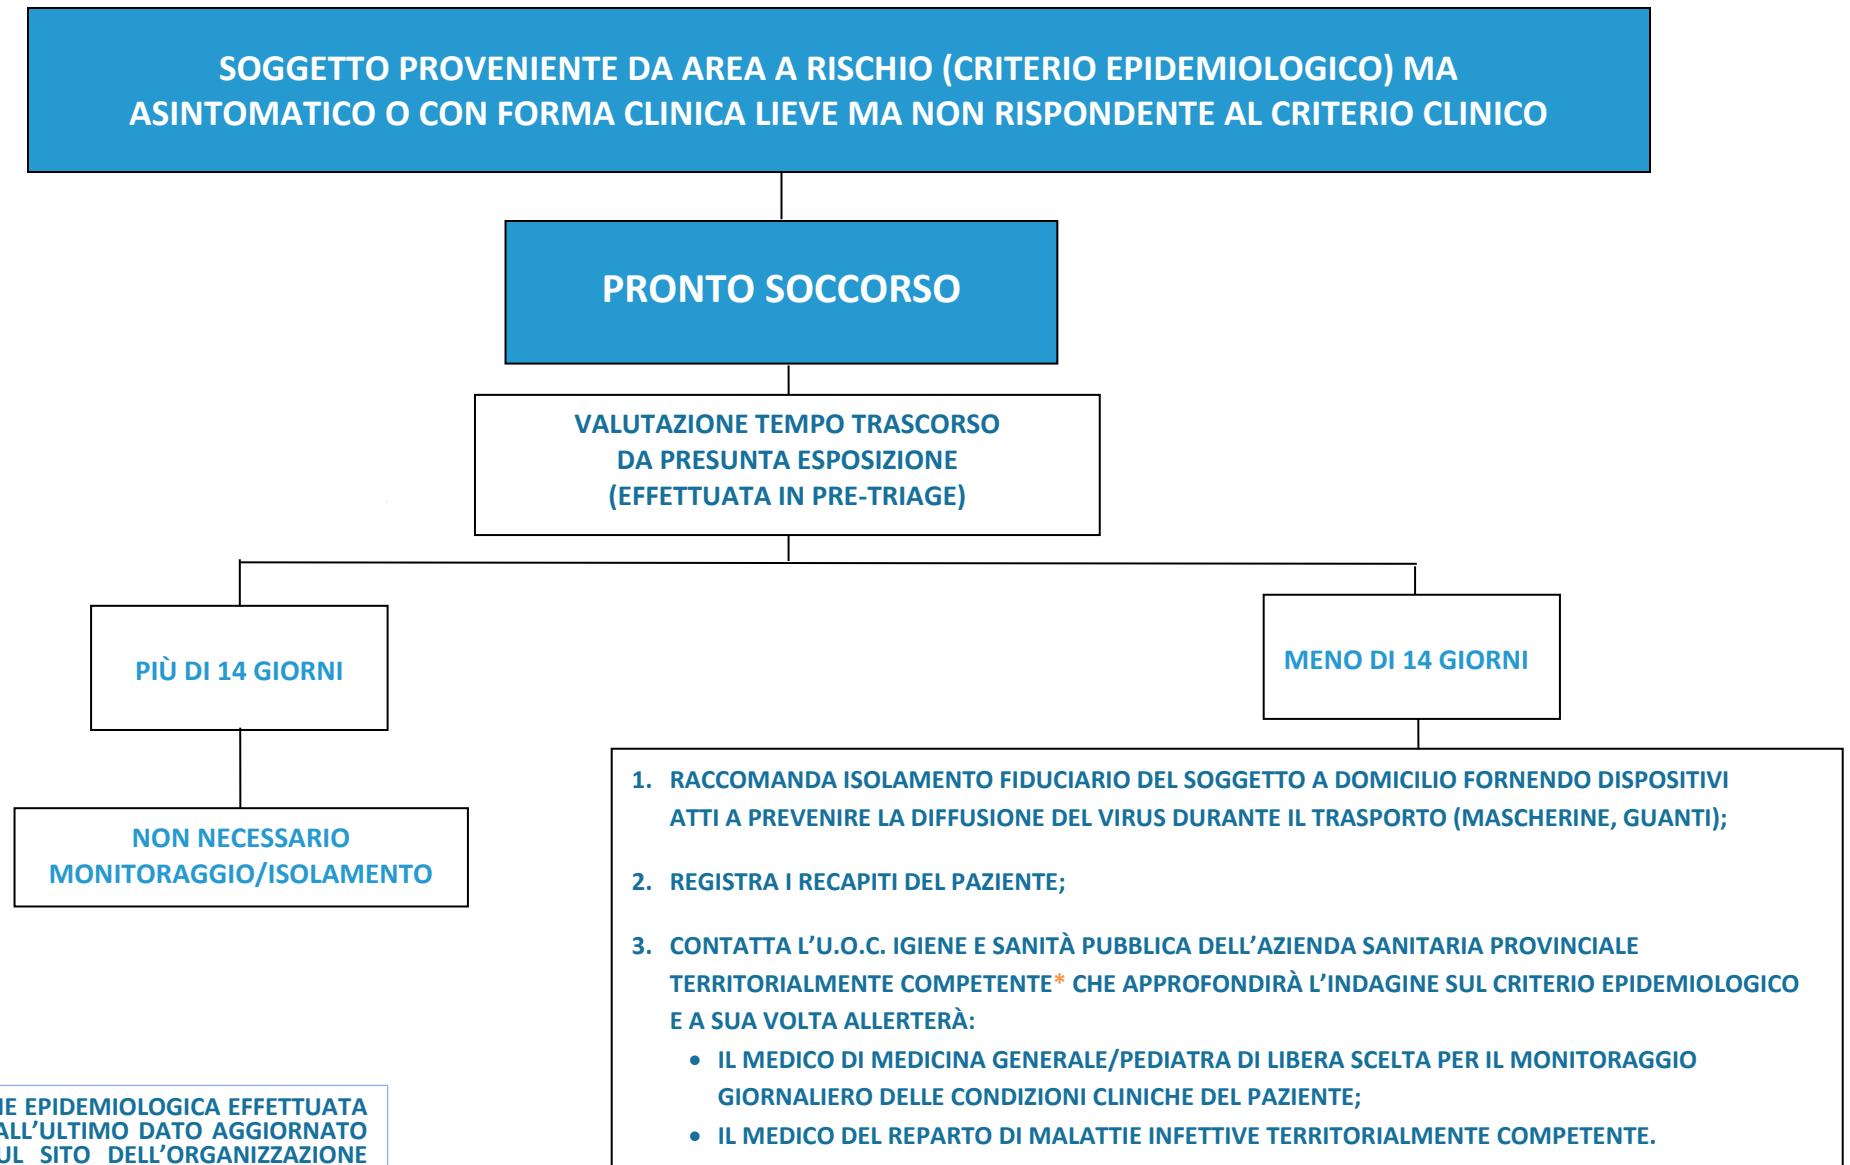 SOGGETTO PROVENIENTE DA AREA A RISCHIO (CRITERIO EPIDEMIOLOGICO) MA
ASINTOMATICO O CON FORMA CLINICA LIEVE MA NON RISPONDENTE AL CRITERIO CLINICO
PRONTO SOCCORSO
VALUTAZIONE TEMPO TRASCORSO
DA PRESUNTA ESPOSIZIONE
(EFFETTUATA IN PRE-TRIAGE)
PIÙ DI 14 GIORNI
NON NECESSARIO
MONITORAGGIO/ISOLAMENTO
MENO DI 14 GIORNI
1. RACCOMANDA ISOLAMENTO FIDUCIARIO DEL SOGGETTO A DOMICILIO FORNENDO DISPOSITIVI
ATTI A PREVENIRE LA DIFFUSIONE DEL VIRUS DURANTE IL TRASPORTO (MASCHERINE, GUANTI);
2. REGISTRA I RECAPITI DEL PAZIENTE;
3. CONTATTA L'U.O.C. IGIENE E SANITÀ PUBBLICA DELL'AZIENDA SANITARIA PROVINCIALE
TERRITORIALMENTE COMPETENTE* CHE APPROFONDIRÀ L'INDAGINE SUL CRITERIO EPIDEMIOLOGICO
E A SUA VOLTA ALLERTERÀ:
• IL MEDICO DI MEDICINA GENERALE/PEDIATRA DI LIBERA SCELTA PER IL MONITORAGGIO
GIORNALIERO DELLE CONDIZIONI CLINICHE DEL PAZIENTE;
• IL MEDICO DEL REPARTO DI MALATTIE INFETTIVE TERRITORIALMENTE COMPETENTE.
EPIDEMIOLOGICA EFFETTUATA
ALL'ULTIMO DATO AGGIORNATO
SITO DELL'ORGANIZZAZIONE